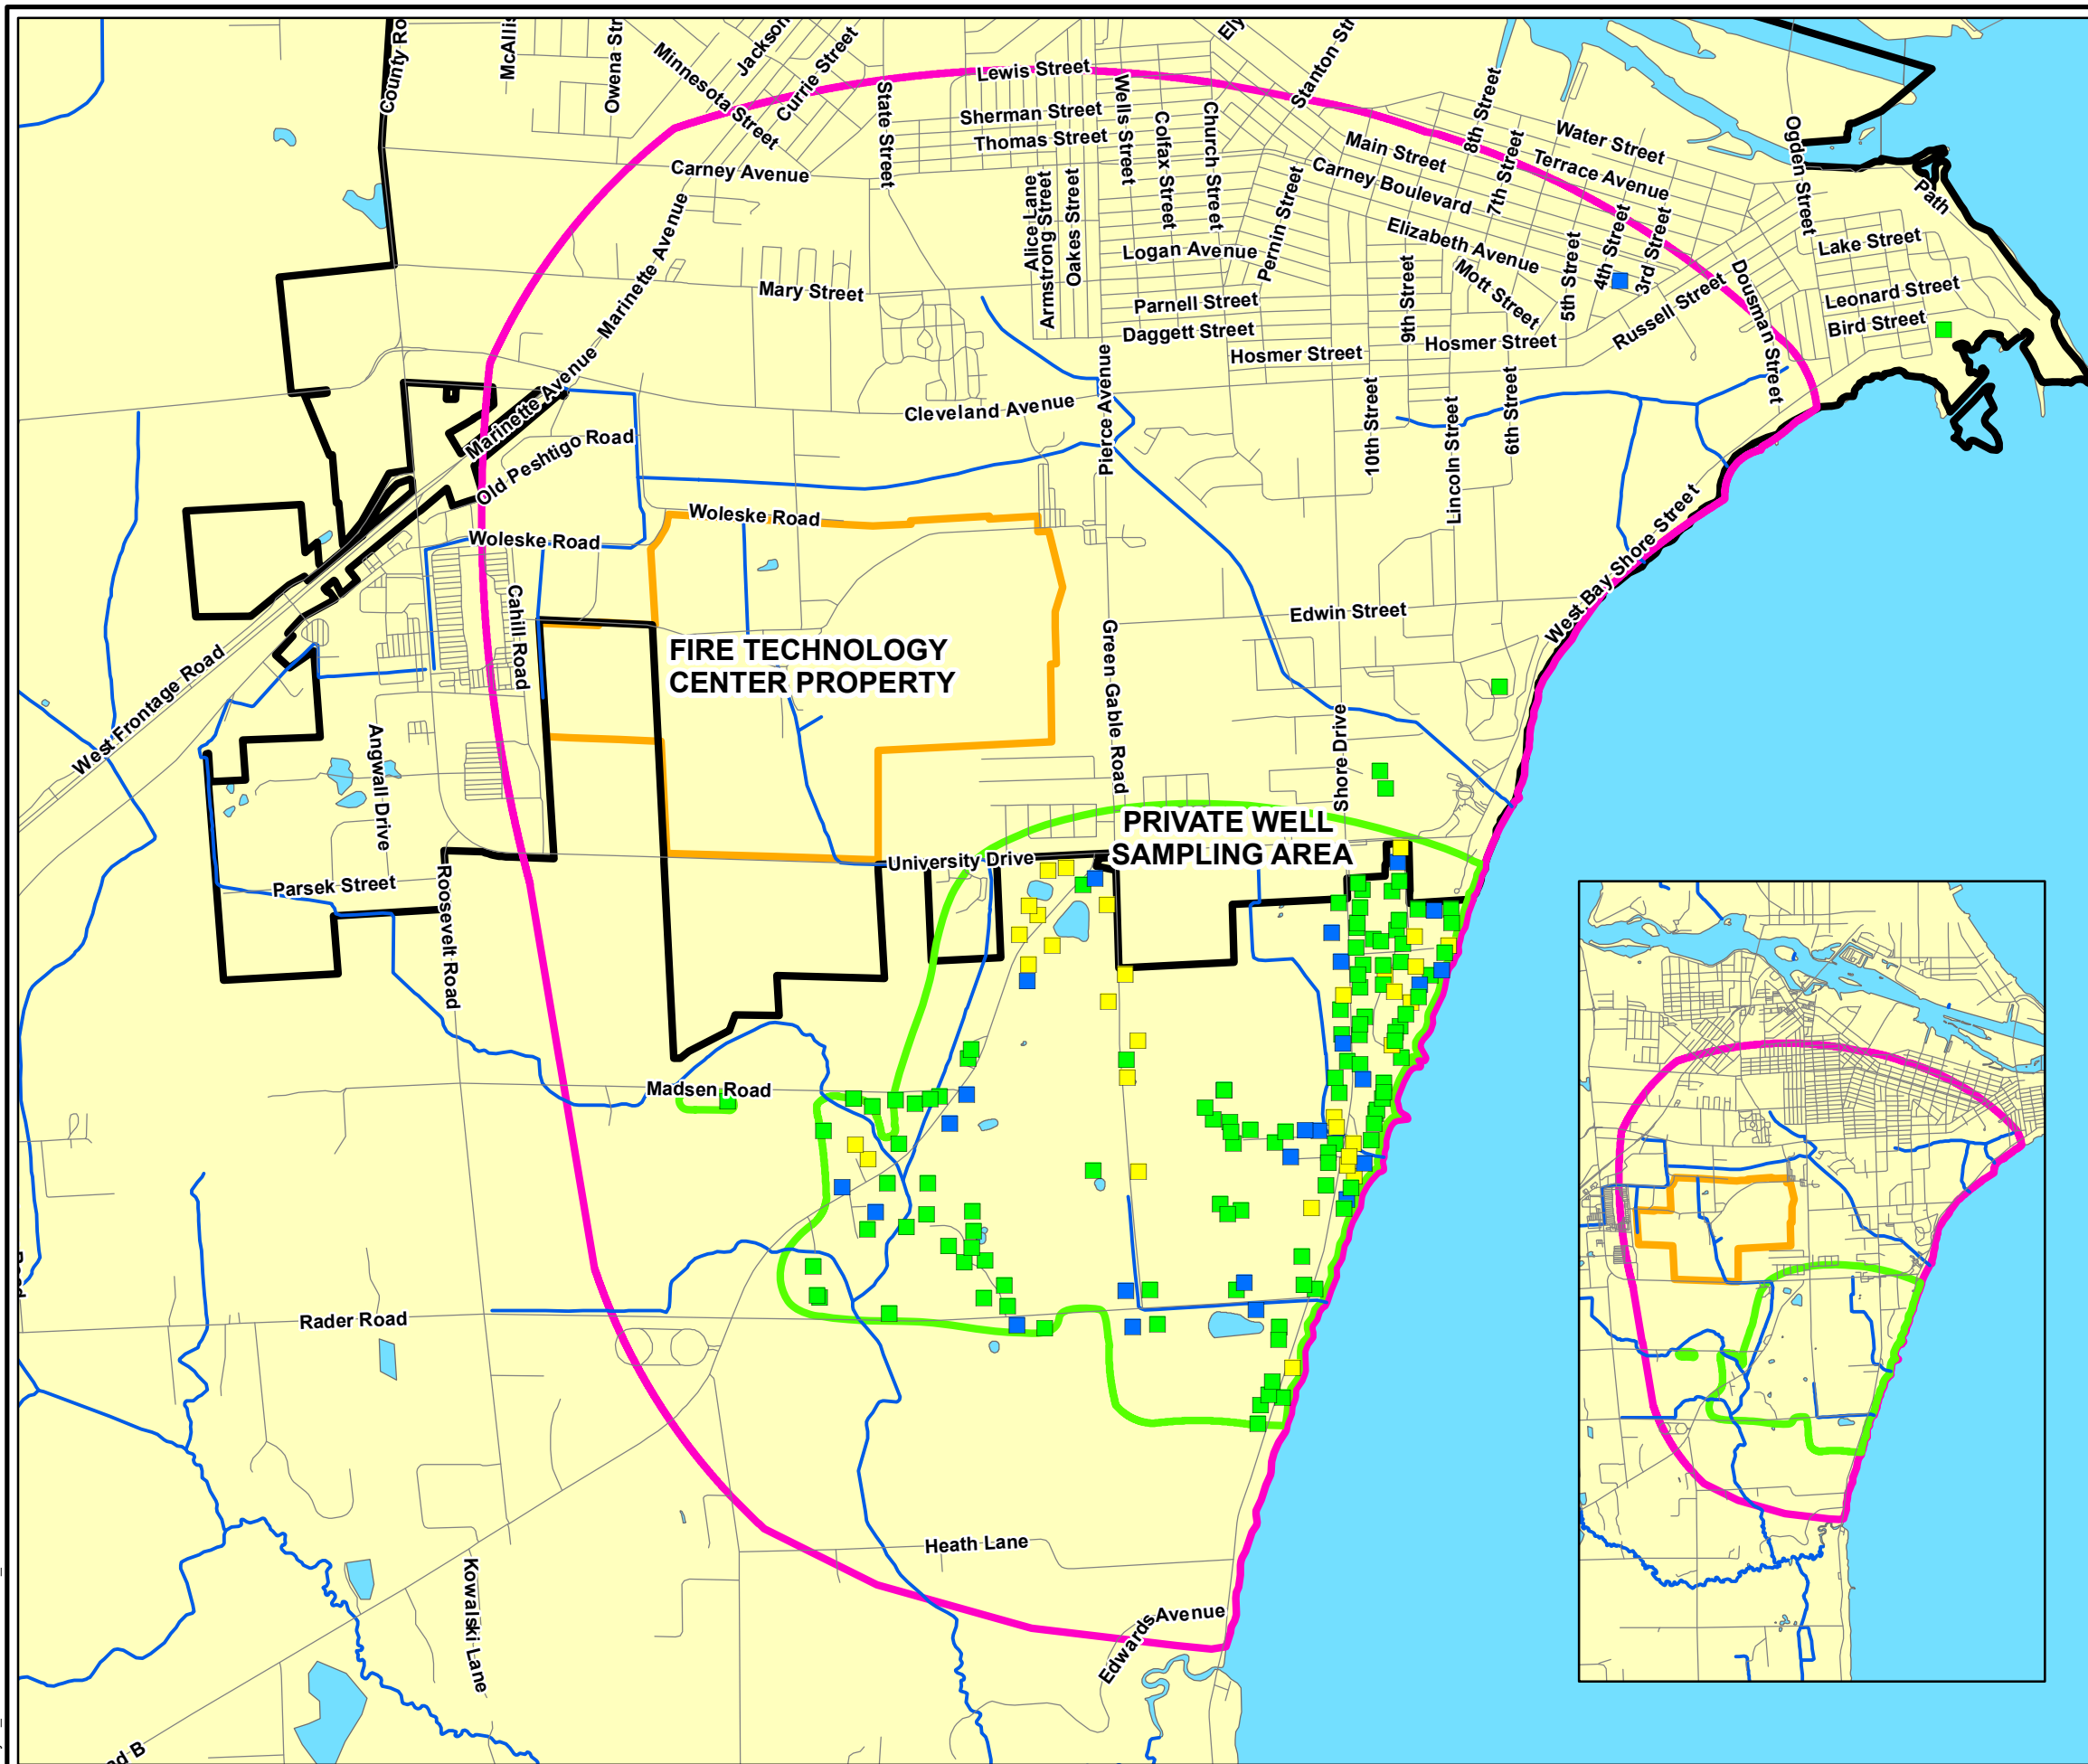 County Ro
McAllis
Owena Str
Minnesota Street
Jackson
Currie Street
State Street
Lewis Street
Sherman Street
Thomas Street
Wells Street
Colfax Street
Church Street
Ely
Stanton Str
Main Street
Carney Boulevard
8th Street
7th Street
Water Street
Terrace Avenue
Ogden Street
Path
Carney Avenue
Marinette Avenue
Alice Lane
Armstrong Street
Oakes Street
Logan Avenue
Pernin Street
Elizabeth Avenue
Mott Street
9th Street
5th Street
4th Street
3rd Street
Russell Street
Dousman Street
Lake Street
Leonard Street
Bird Street
Mary Street
Parnell Street
Daggett Street
Hosmer Street
Hosmer Street
Marinette Avenue
Old Peshtigo Road
Cleveland Avenue
Pierce Avenue
10th Street
Lincoln Street
6th Street
Woleske Road
Woleske Road
Cahill Road
West Bay Shore Street
Edwin Street
FIRE TECHNOLOGY
CENTER PROPERTY
Green Gable Road
Shore Drive
West Frontage Road
Angwall Drive
PRIVATE WELL
SAMPLING AREA
University Drive
Parsek Street
Roosevelt Road
Madsen Road
Road
Rader Road
Heath Lane
Kowalski Lane
Edwards Avenue
ad B